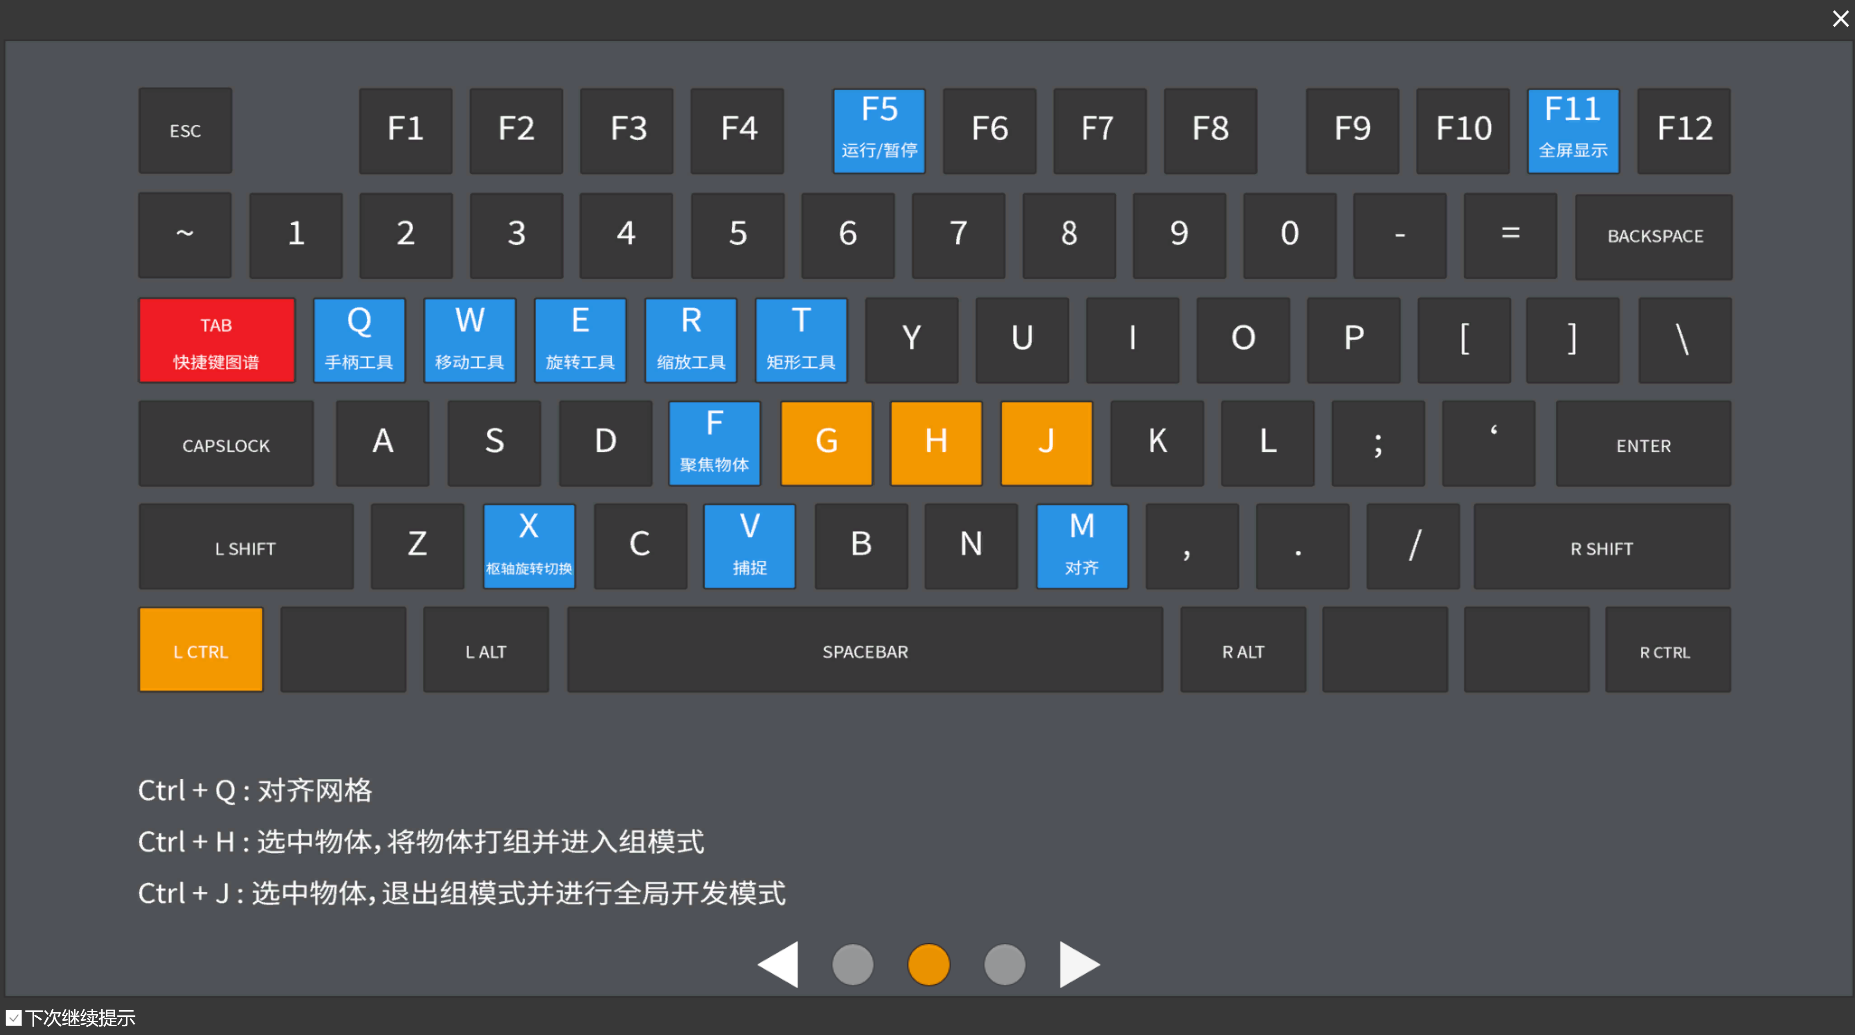 ESC F1 F2 F3 F4 F5 F6 F7 F8 F9 F10 F11 F12
运行/暂停 全屏显示
~ 1 2 3 4 5 6 7 8 9 0 - = BACKSPACE
TAB Q W E R T Y U I O P [ ] \
快捷键图谱 手柄工具 移动工具 旋转工具 缩放工具 矩形工具
CAPSLOCK A S D F G H J K L ; ‘ ENTER
聚焦物体
L SHIFT Z X C V B N M , . / R SHIFT
枢轴旋转切换 捕捉 对齐
L CTRL L ALT SPACEBAR R ALT R CTRL
Ctrl + Q : 对齐网格
Ctrl + H : 选中物体,将物体打组并进入组模式
Ctrl + J : 选中物体,退出组模式并进行全局开发模式
下次继续提示